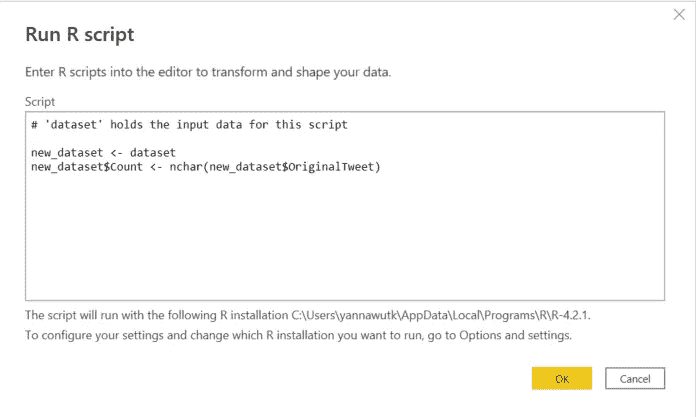 Run R script
Enter R scripts into the editor to transform and shape your data.
Script
# 'dataset' holds the input data for this script
new_dataset <- dataset
new_dataset$Count <- nchar(new_dataset$OriginalTweet)
The script will run with the following R installation C:\Users\yannawutk\AppData\Local\Programs\R\R-4.2.1.
To configure your settings and change which R installation you want to run, go to Options and settings.
OK
Cancel